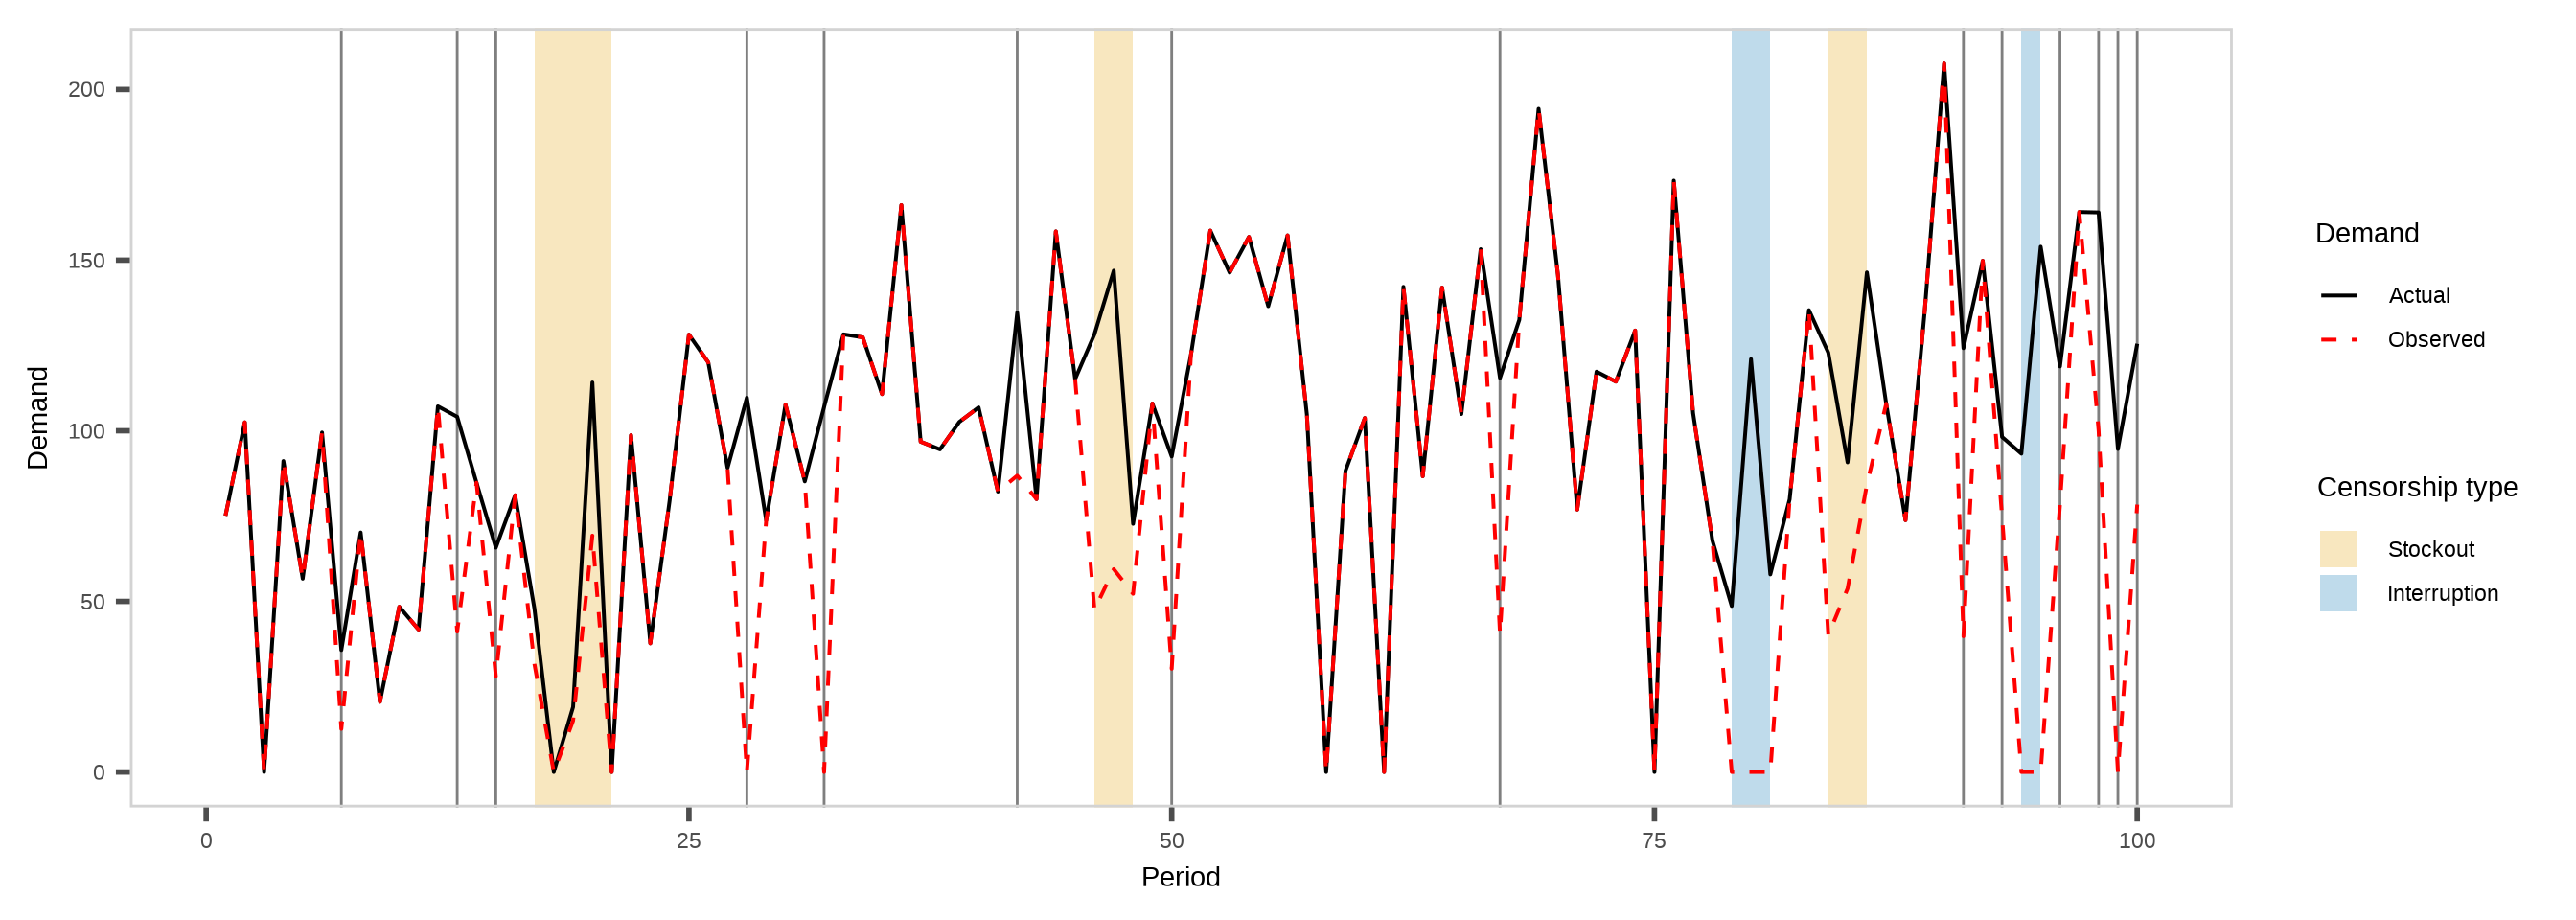 200
150
100
50
0
Demand
0
25
50
75
100
Period
Demand
Actual
Observed
Censorship type
Stockout
Interruption